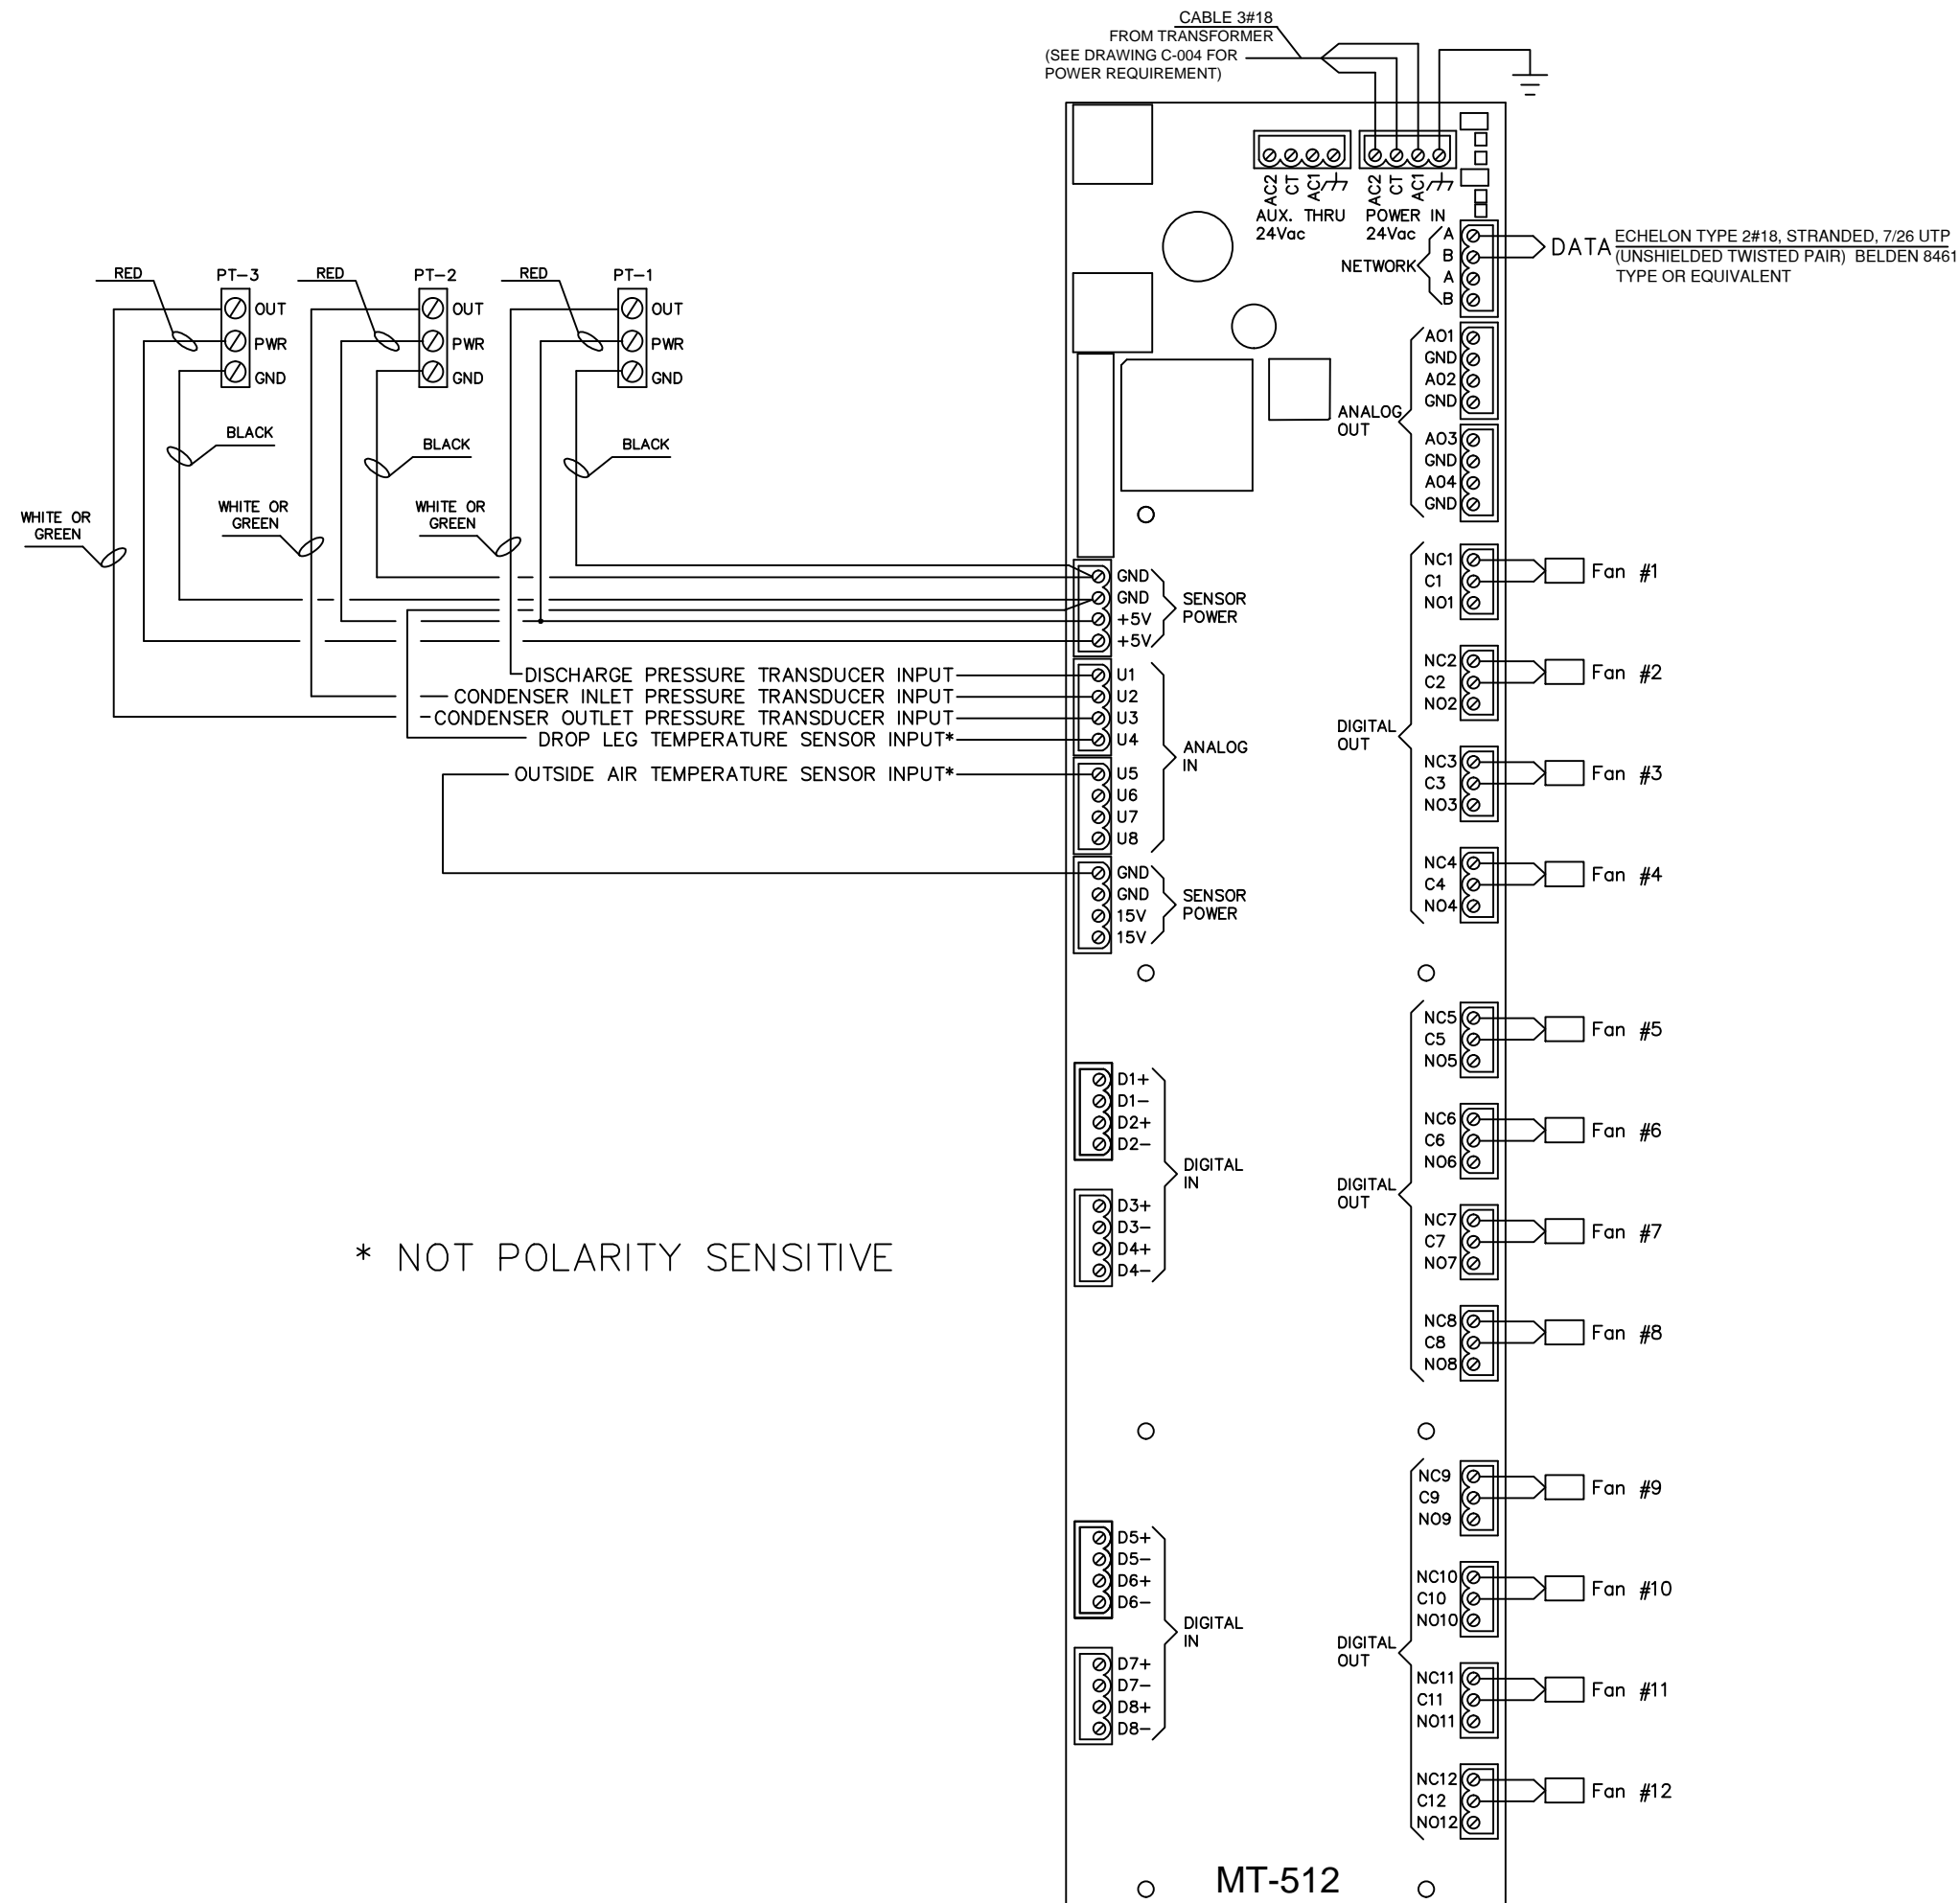 CABLE 3#18
FROM TRANSFORMER
(SEE DRAWING C-004 FOR
POWER REQUIREMENT)
AC2
CT
AC1
AUX. THRU
24Vac
AC2
CT
AC1
POWER IN
24Vac
A
B
A
B
NETWORK
DATA
ECHELON TYPE 2#18, STRANDED, 7/26 UTP
(UNSHIELDED TWISTED PAIR) BELDEN 8461
TYPE OR EQUIVALENT
RED
PT-3
OUT
PWR
GND
BLACK
WHITE OR
GREEN
RED
PT-2
OUT
PWR
GND
BLACK
WHITE OR
GREEN
RED
PT-1
OUT
PWR
GND
BLACK
WHITE OR
GREEN
AO1
GND
AO2
GND
ANALOG
OUT
AO3
GND
AO4
GND
GND
GND
+5V
+5V
SENSOR
POWER
DISCHARGE PRESSURE TRANSDUCER INPUT
CONDENSER INLET PRESSURE TRANSDUCER INPUT
CONDENSER OUTLET PRESSURE TRANSDUCER INPUT
DROP LEG TEMPERATURE SENSOR INPUT*
OUTSIDE AIR TEMPERATURE SENSOR INPUT*
U1
U2
U3
U4
ANALOG
IN
U5
U6
U7
U8
GND
GND
15V
15V
SENSOR
POWER
NC1
C1
NO1
Fan #1
NC2
C2
NO2
Fan #2
DIGITAL
OUT
NC3
C3
NO3
Fan #3
NC4
C4
NO4
Fan #4
D1+
D1-
D2+
D2-
DIGITAL
IN
D3+
D3-
D4+
D4-
NC5
C5
NO5
Fan #5
NC6
C6
NO6
Fan #6
DIGITAL
OUT
NC7
C7
NO7
Fan #7
NC8
C8
NO8
Fan #8
* NOT POLARITY SENSITIVE
D5+
D5-
D6+
D6-
DIGITAL
IN
D7+
D7-
D8+
D8-
NC9
C9
NO9
Fan #9
NC10
C10
NO10
Fan #10
DIGITAL
OUT
NC11
C11
NO11
Fan #11
NC12
C12
NO12
Fan #12
MT-512